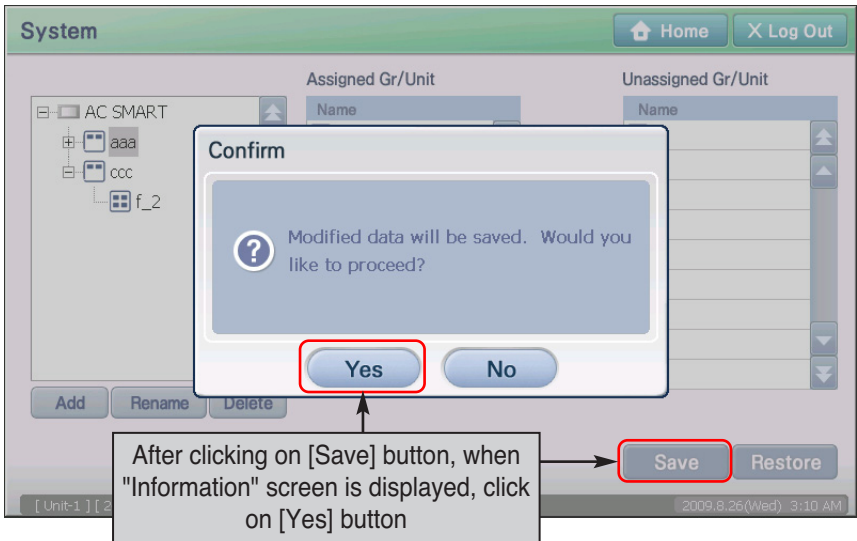 System
Home
X Log Out
Assigned Gr/Unit
Unassigned Gr/Unit
AC SMART
Name
Name
aaa
ccc
f_2
Confirm
Modified data will be saved. Would you
like to proceed?
Yes
No
Add
Rename
Delete
After clicking on [Save] button, when
"Information" screen is displayed, click
on [Yes] button
Save
Restore
[ Unit-1 ] [ 2
2009.8.26(Wed) 3:10 AM